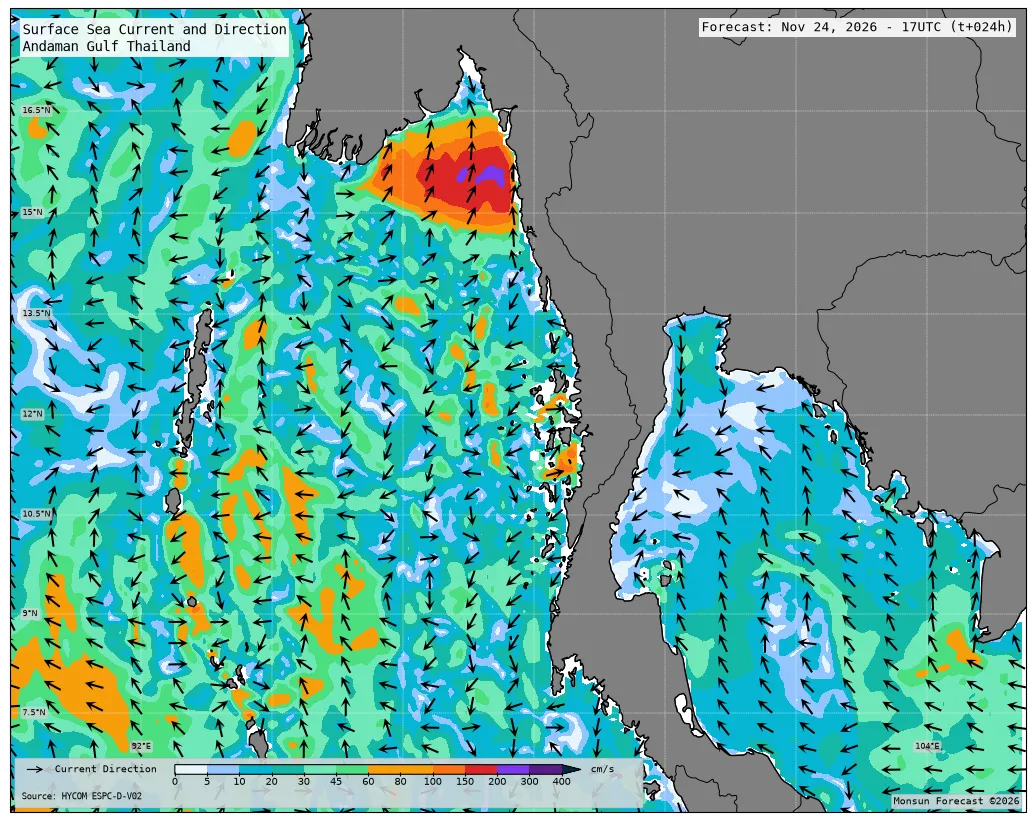 Surface Sea Current and Direction
Andaman Gulf Thailand
Forecast: Nov 24, 2026 - 17UTC (t+024h)
16.5°N
15°N
13.5°N
12°N
10.5°N
9°N
7.5°N
92°E
104°E
Current Direction
cm/s
0 5 10 20 30 45 60 80 100 150 200 300 400
Source: HYCOM ESPC-D-V02
Monsun Forecast ©2026